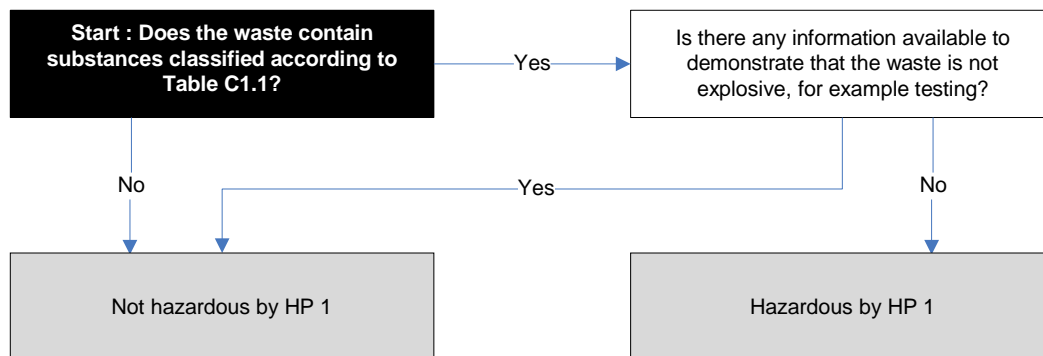 Start : Does the waste contain
substances classified according to
Table C1.1?
Yes
Is there any information available to
demonstrate that the waste is not
explosive, for example testing?
No
Yes
No
Not hazardous by HP 1
Hazardous by HP 1